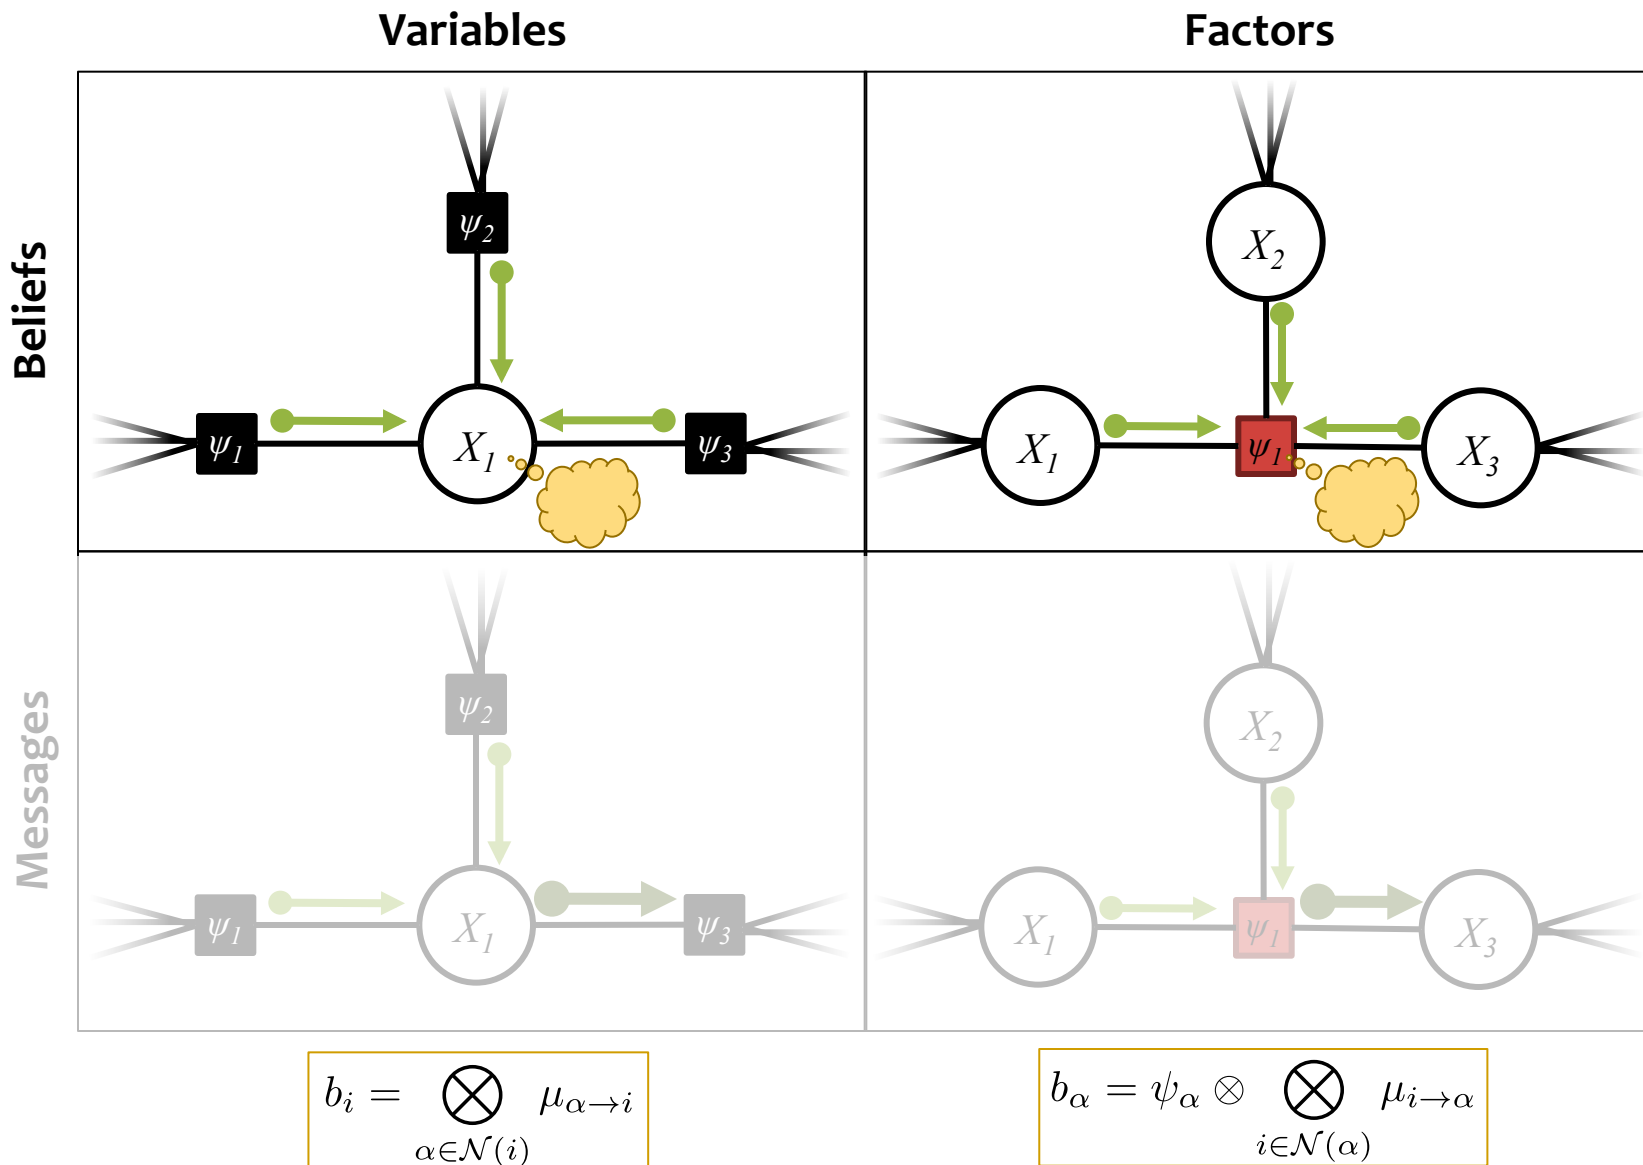 Variables Factors
Beliefs
ψ2 X2
ψ1 X1 ψ3 X1 ψ1 X3
Messages
ψ2 X2
ψ1 X1 ψ3 X1 ψ1 X3
b_i = ⊗_{α∈𝒩(i)} μ_{α→i}
b_α = ψ_α ⊗ ⊗_{i∈𝒩(α)} μ_{i→α}